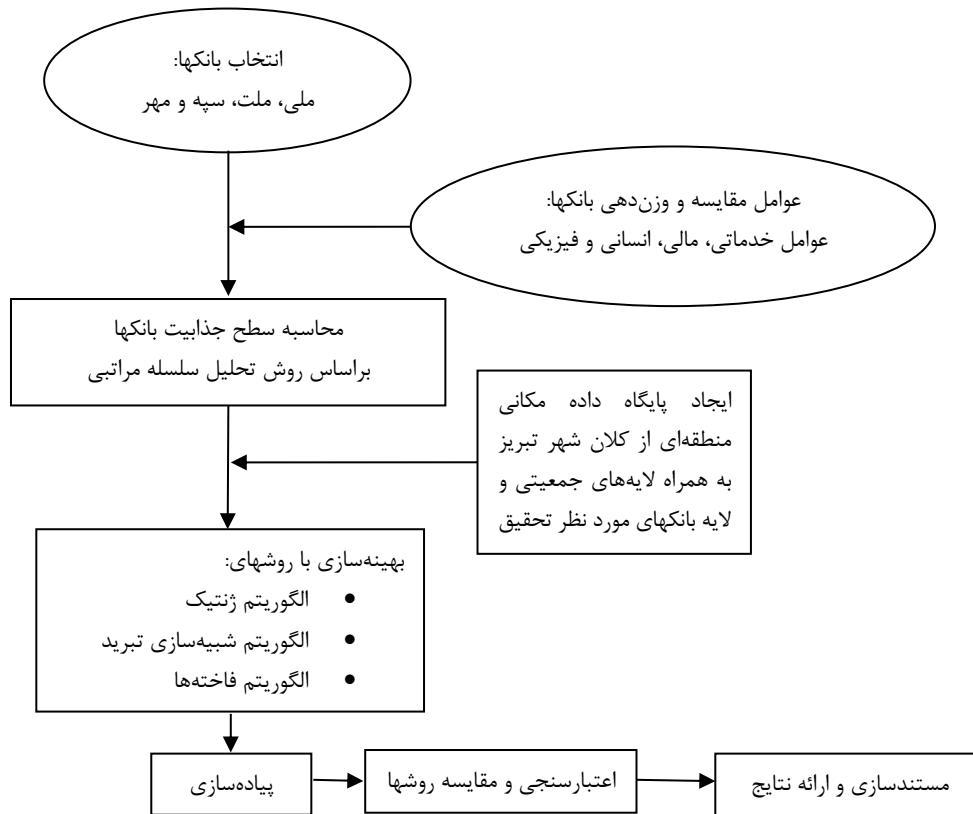 انتخاب بانکها:
ملی، ملت، سپه و مهر
عوامل مقایسه و وزن‌دهی بانکها:
عوامل خدماتی، مالی، انسانی و فیزیکی
محاسبه سطح جذابیت بانکها
براساس روش تحلیل سلسله مراتبی
ایجاد پایگاه داده مکانی
منطقه‌ای از کلان شهر تبریز
به همراه لایه‌های جمعیتی و
لایه بانکهای مورد نظر تحقیق
بهینه‌سازی با روشهای:
• الگوریتم ژنتیک
• الگوریتم شبیه‌سازی تبرید
• الگوریتم فاخته‌ها
پیاده‌سازی
اعتبارسنجی و مقایسه روشها
مستندسازی و ارائه نتایج